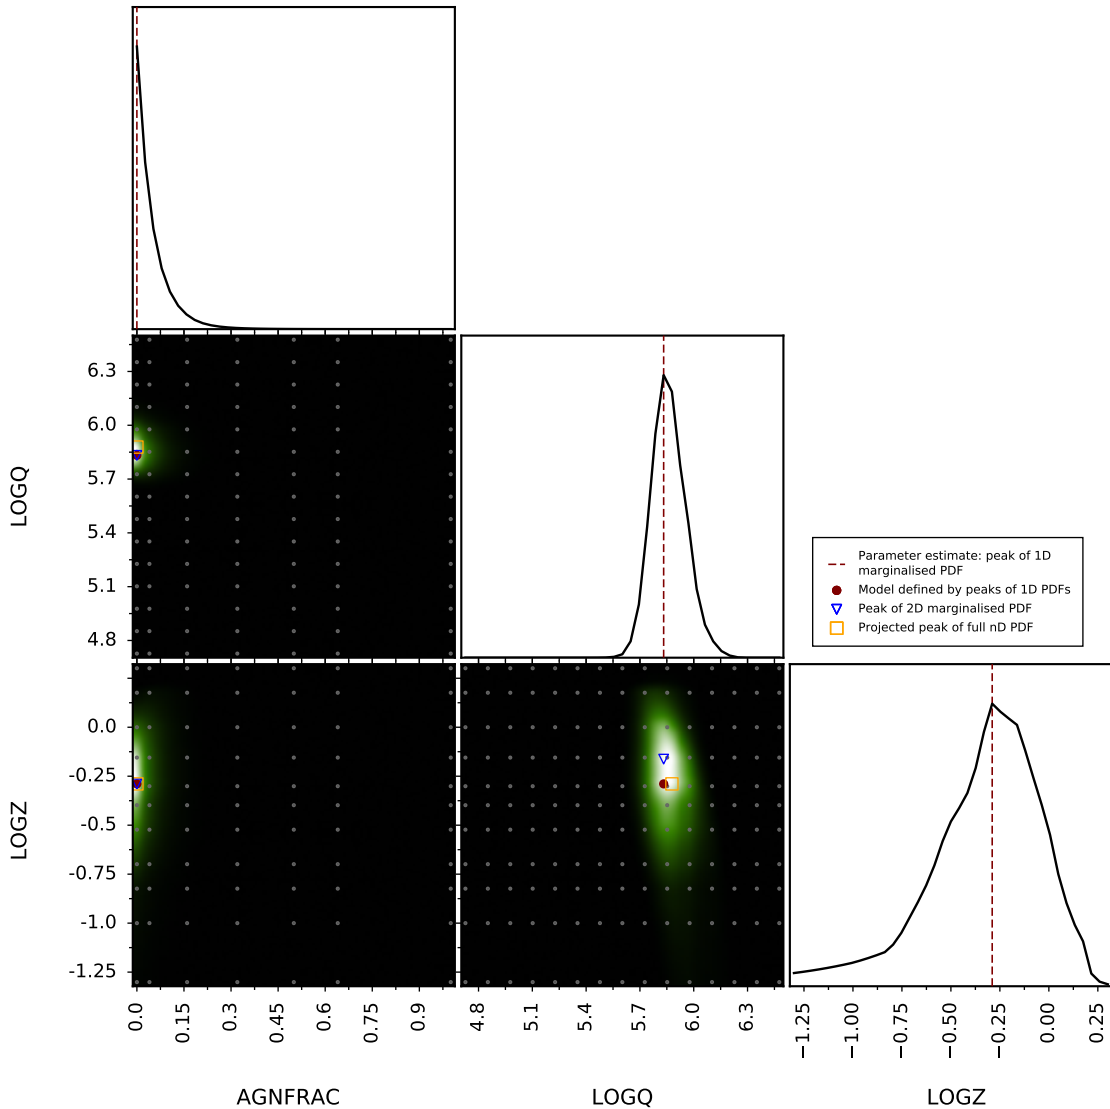 6.3
6.0
5.7
5.4
5.1
4.8
LOGQ
Parameter estimate: peak of 1D
marginalised PDF
Model defined by peaks of 1D PDFs
Peak of 2D marginalised PDF
Projected peak of full nD PDF
0.0
-0.25
-0.5
-0.75
-1.0
-1.25
LOGZ
0.0 0.15 0.3 0.45 0.6 0.75 0.9
4.8 5.1 5.4 5.7 6.0 6.3
−1.25 −1.00 −0.75 −0.50 −0.25 0.00 0.25
AGNFRAC LOGQ LOGZ